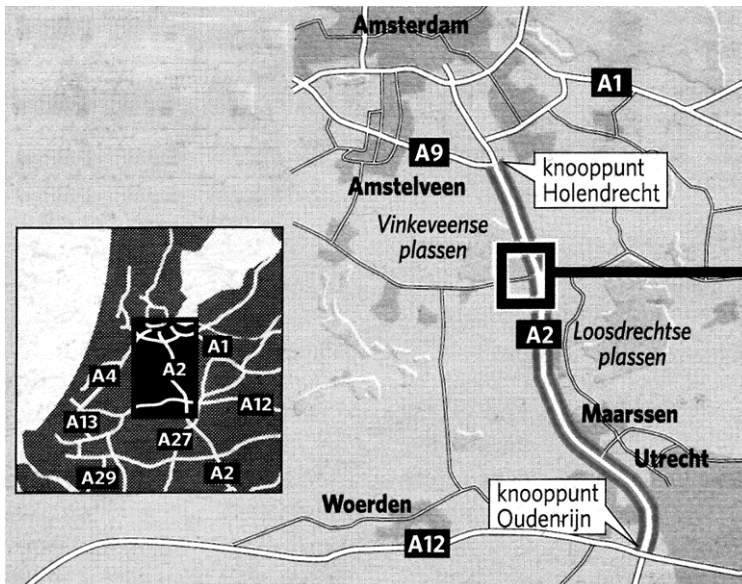 Amsterdam
A1
A9
knooppunt
Holendrecht
Amstelveen
Vinkeveense
plassen
A2
Loosdrechtse
plassen
Maarssen
Utrecht
knooppunt
Oudenrijn
Woerden
A12
A1
A2
A4
A12
A13
A27
A29
A2